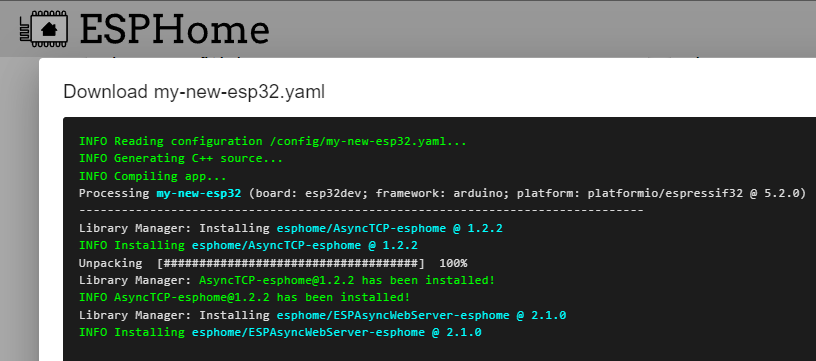 ESPHome
Download my-new-esp32.yaml
INFO Reading configuration /config/my-new-esp32.yaml...
INFO Generating C++ source...
INFO Compiling app...
Processing my-new-esp32 (board: esp32dev; framework: arduino; platform: platformio/espressif32 @ 5.2.0)
--------------------------------------------------------------------------------
Library Manager: Installing esphome/AsyncTCP-esphome @ 1.2.2
INFO Installing esphome/AsyncTCP-esphome @ 1.2.2
Unpacking  [####################################]  100%
Library Manager: AsyncTCP-esphome@1.2.2 has been installed!
INFO AsyncTCP-esphome@1.2.2 has been installed!
Library Manager: Installing esphome/ESPAsyncWebServer-esphome @ 2.1.0
INFO Installing esphome/ESPAsyncWebServer-esphome @ 2.1.0